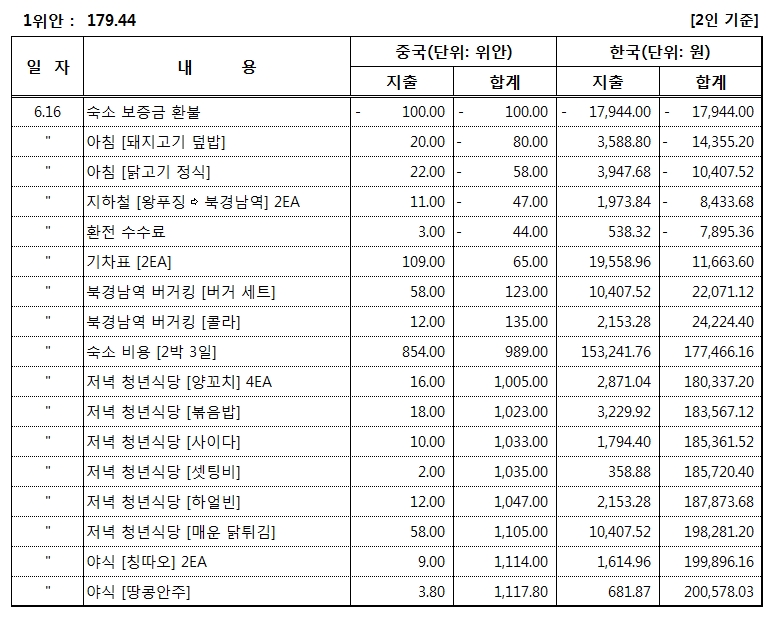 1위안 : 179.44 [2인 기준]
일 자 내 용 중국(단위: 위안) 한국(단위: 원)
지출 합계 지출 합계
6.16 숙소 보증금 환불 - 100.00 - 100.00 - 17,944.00 - 17,944.00
" 아침 [돼지고기 덮밥] 20.00 - 80.00 3,588.80 - 14,355.20
" 아침 [닭고기 정식] 22.00 - 58.00 3,947.68 - 10,407.52
" 지하철 [왕푸징⇨북경남역] 2EA 11.00 - 47.00 1,973.84 - 8,433.68
" 환전 수수료 3.00 - 44.00 538.32 - 7,895.36
" 기차표 [2EA] 109.00 65.00 19,558.96 11,663.60
" 북경남역 버거킹 [버거 세트] 58.00 123.00 10,407.52 22,071.12
" 북경남역 버거킹 [콜라] 12.00 135.00 2,153.28 24,224.40
" 숙소 비용 [2박 3일] 854.00 989.00 153,241.76 177,466.16
" 저녁 청년식당 [양꼬치] 4EA 16.00 1,005.00 2,871.04 180,337.20
" 저녁 청년식당 [볶음밥] 18.00 1,023.00 3,229.92 183,567.12
" 저녁 청년식당 [사이다] 10.00 1,033.00 1,794.40 185,361.52
" 저녁 청년식당 [셋팅비] 2.00 1,035.00 358.88 185,720.40
" 저녁 청년식당 [하얼빈] 12.00 1,047.00 2,153.28 187,873.68
" 저녁 청년식당 [매운 닭튀김] 58.00 1,105.00 10,407.52 198,281.20
" 야식 [칭따오] 2EA 9.00 1,114.00 1,614.96 199,896.16
" 야식 [땅콩안주] 3.80 1,117.80 681.87 200,578.03